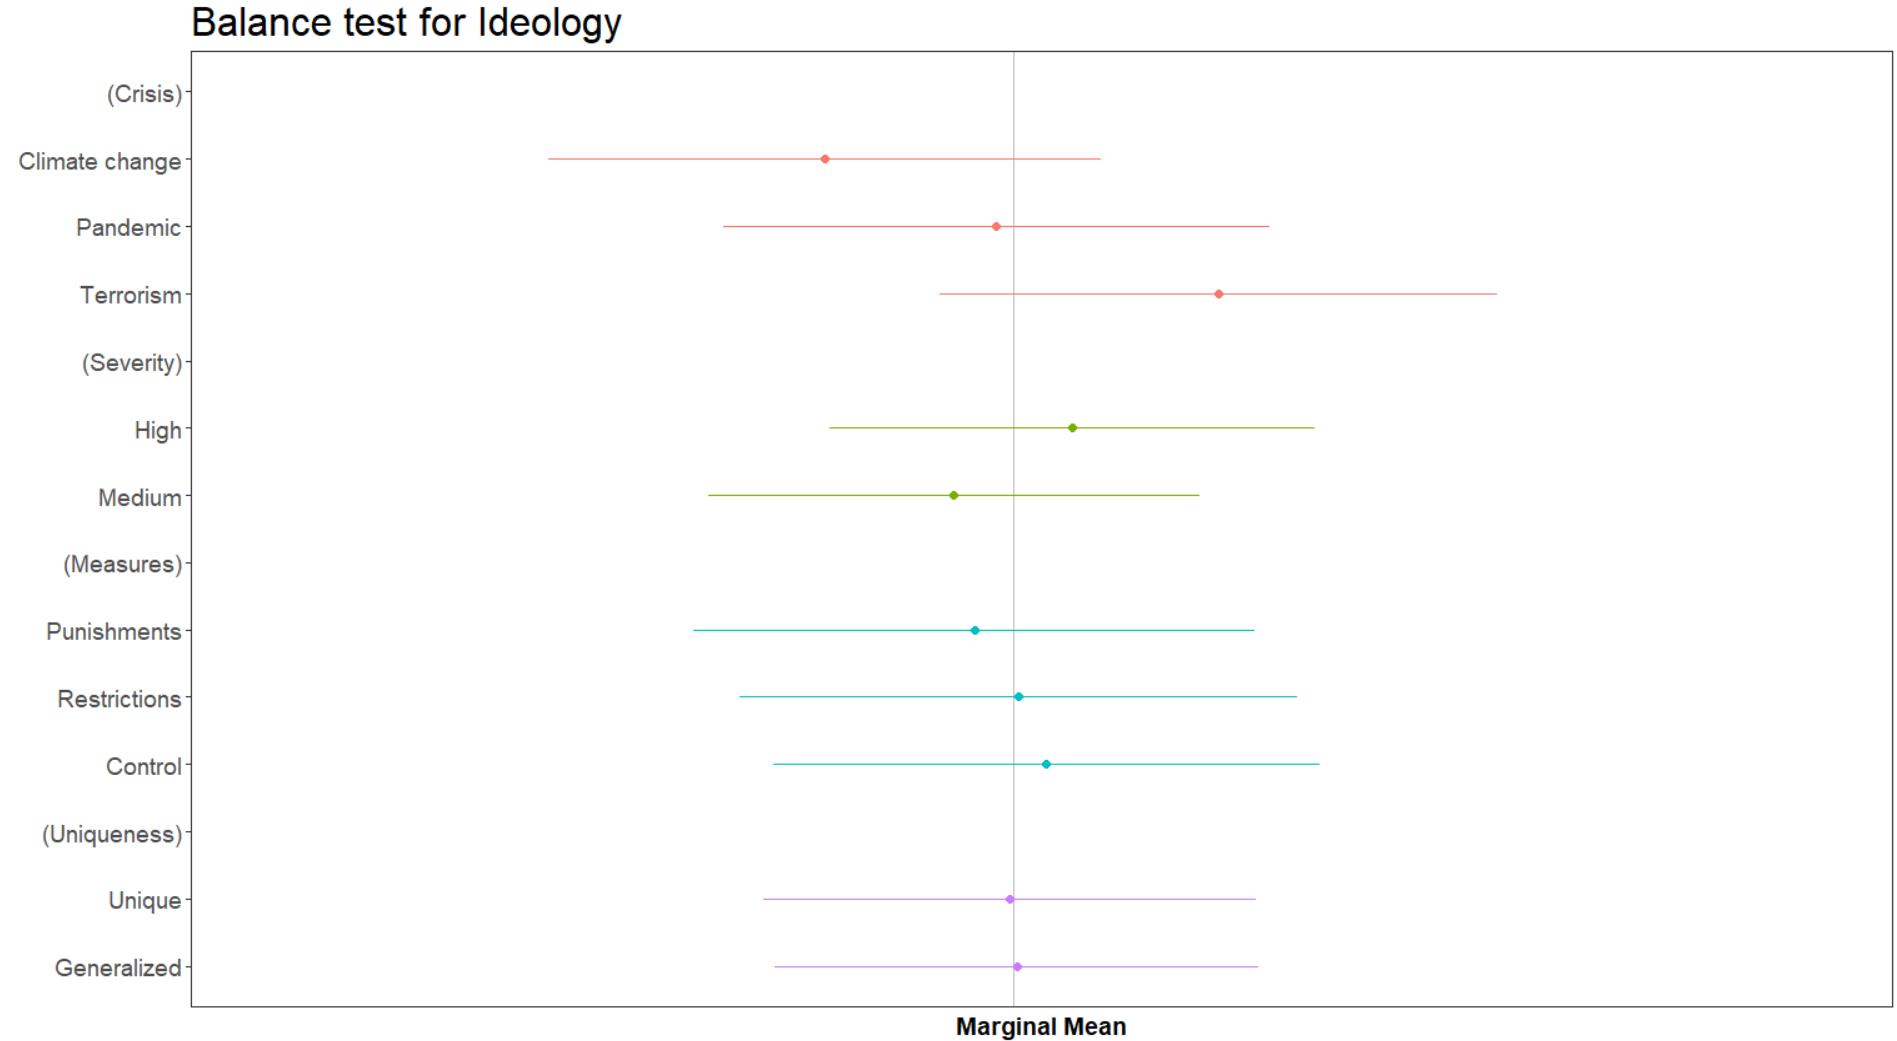 Balance test for Ideology
(Crisis)
Climate change
Pandemic
Terrorism
(Severity)
High
Medium
(Measures)
Punishments
Restrictions
Control
(Uniqueness)
Unique
Generalized
Marginal Mean